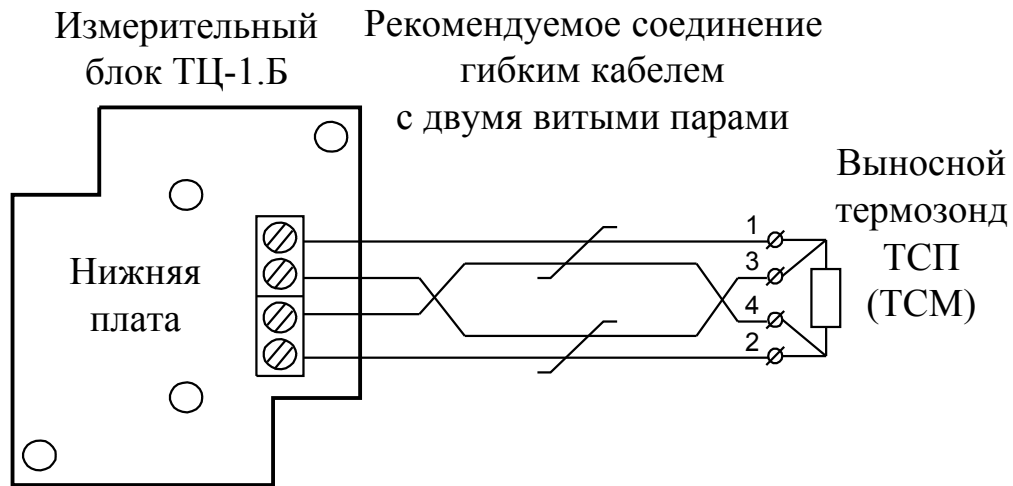 Измерительный
блок ТЦ-1.Б
Рекомендуемое соединение
гибким кабелем
с двумя витыми парами
Выносной
термозонд
ТСП
(ТСМ)
Нижняя
плата
1
3
4
2